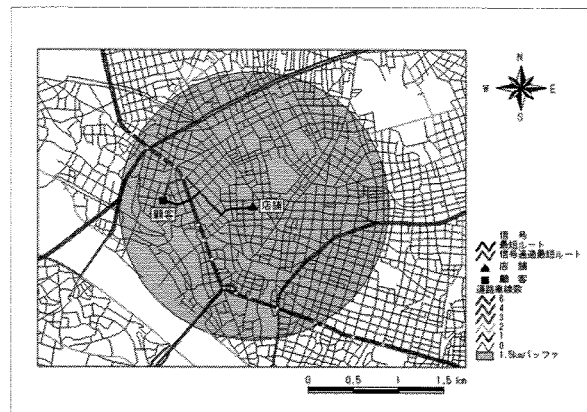 N
W E
S
店舗
顧客
信号
最短ルート
信号通過最短ルート
店舗
顧客
道路車線数
6
4
3
2
1
0
1.5kmバッファ
0 0.5 1 1.5 km